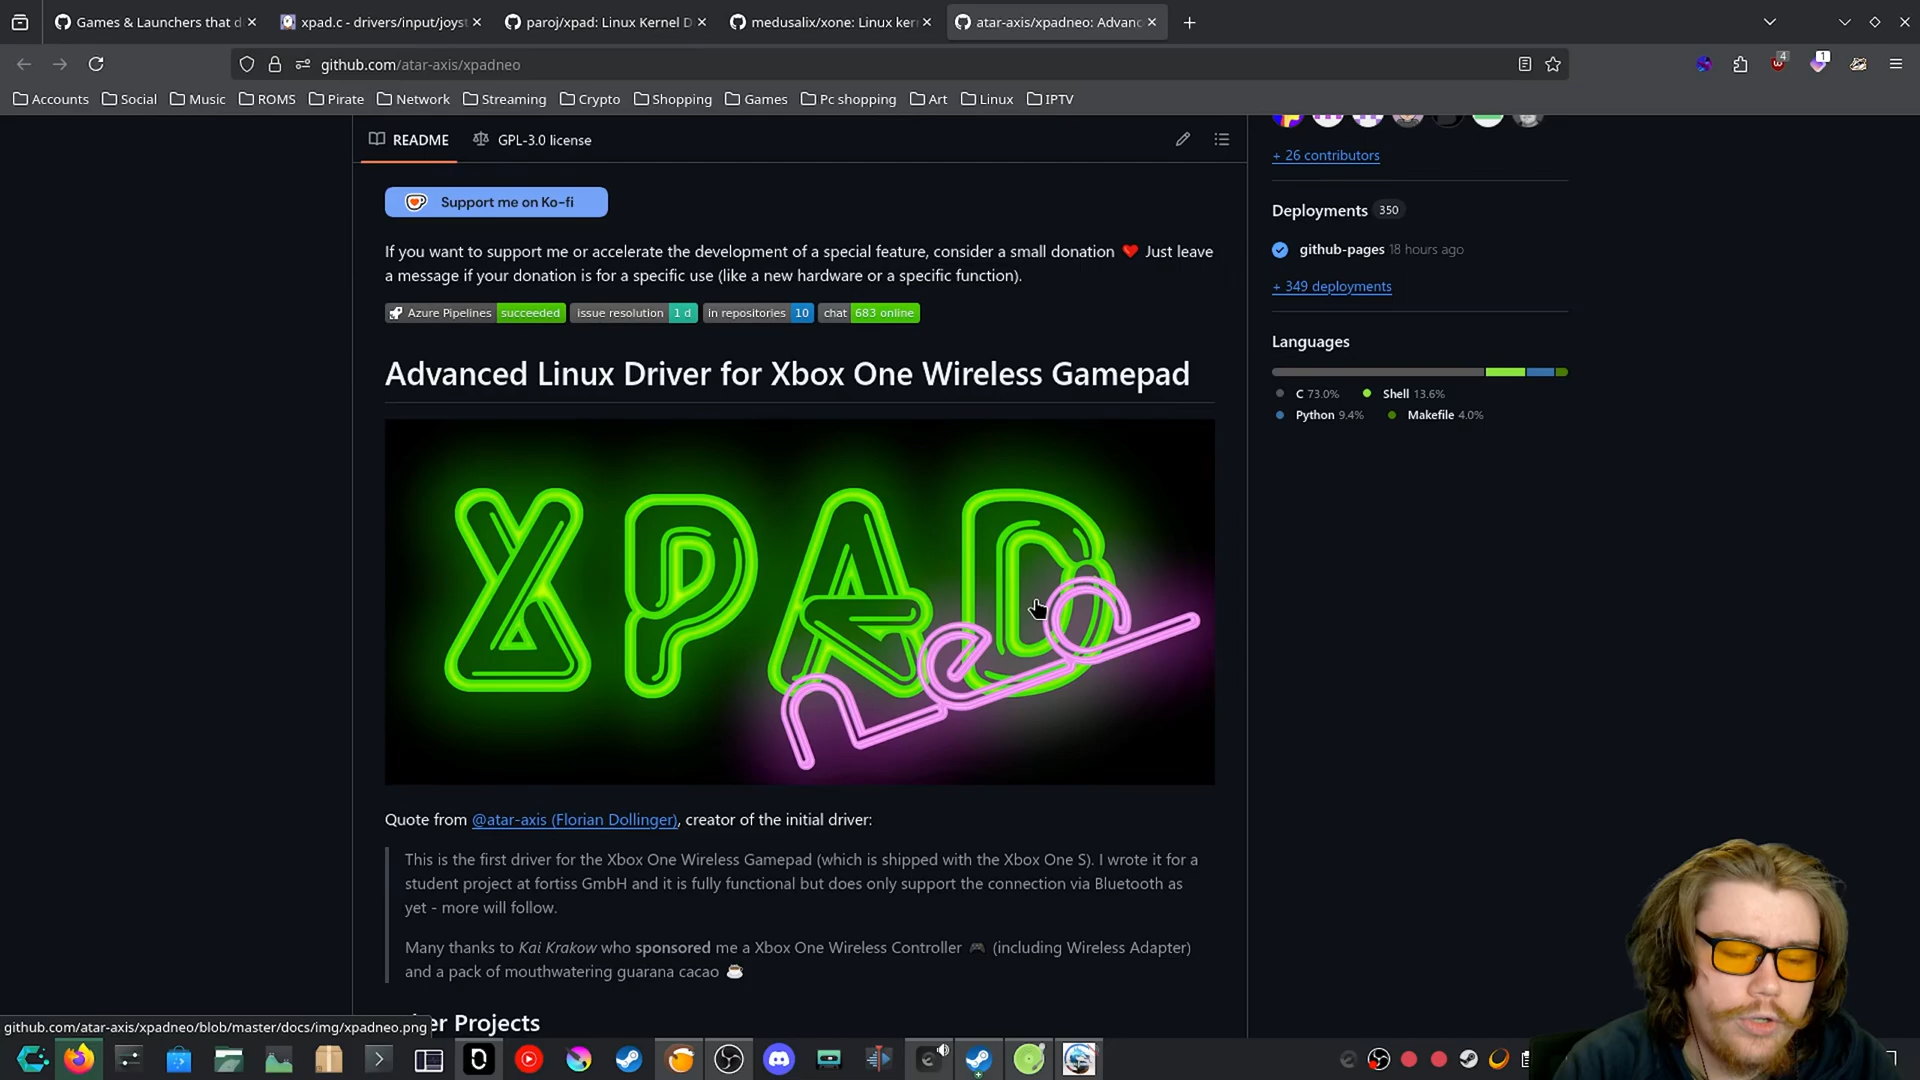 Games & Launchers that d
xpad.c - drivers/input/joyst
paroj/xpad: Linux Kernel D
medusalix/xone: Linux ker
atar-axis/xpadneo: Advanc
github.com/atar-axis/xpadneo
4
1
Accounts
Social
Music
ROMS
Pirate
Network
Streaming
Crypto
Shopping
Games
Pc shopping
Art
Linux
IPTV
README
GPL-3.0 license
Support me on Ko-fi
If you want to support me or accelerate the development of a special feature, consider a small donation ❤️ Just leave
a message if your donation is for a specific use (like a new hardware or a specific function).
Azure Pipelines succeeded
issue resolution 1 d
in repositories 10
chat 683 online
Advanced Linux Driver for Xbox One Wireless Gamepad
XPAD
neo
Quote from @atar-axis (Florian Dollinger), creator of the initial driver:
This is the first driver for the Xbox One Wireless Gamepad (which is shipped with the Xbox One S). I wrote it for a
student project at fortiss GmbH and it is fully functional but does only support the connection via Bluetooth as
yet - more will follow.
Many thanks to Kai Krakow who sponsored me a Xbox One Wireless Controller 🎮 (including Wireless Adapter)
and a pack of mouthwatering guarana cacao ☕
er Projects
+ 26 contributors
Deployments 350
github-pages 18 hours ago
+ 349 deployments
Languages
C 73.0%
Shell 13.6%
Python 9.4%
Makefile 4.0%
github.com/atar-axis/xpadneo/blob/master/docs/img/xpadneo.png